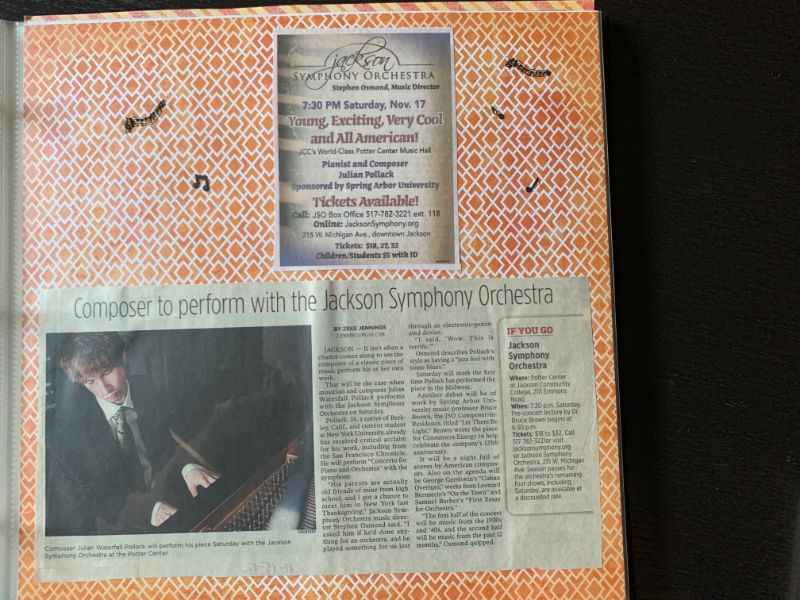 jackson
SYMPHONY ORCHESTRA
Stephen Osmond, Music Director
7:30 PM Saturday, Nov. 17
Young, Exciting, Very Cool
and All American!
JCC's World-Class Potter Center Music Hall
Pianist and Composer
Julian Pollack
Sponsored by Spring Arbor University
Tickets Available!
Call: JSO Box Office 517-782-3221 ext. 118
Online: JacksonSymphony.org
215 W. Michigan Ave., downtown Jackson
Tickets: $18, 27, 32
Children/Students $5 with ID
Composer to perform with the Jackson Symphony Orchestra
COURTESY
Composer Julian Waterfall Pollack will perform his piece Saturday with the Jackson
Symphony Orchestra at the Potter Center.
BY ZEKE JENNINGS
JACKSON — It isn't often a
chance comes along to see the
composer of a classic piece of
music perform his or her own
work.
That will be the case when
musician and composer Julian
Waterfall Pollack performs
with the Jackson Symphony
Orchestra on Saturday.
Pollack, 24, a native of Berk-
ley, Calif., and current student
at New York University, already
has received critical acclaim
for his work, including from
the San Francisco Chronicle.
He will perform "Concerto for
Piano and Orchestra" with the
symphony.
"His parents are actually
old friends of mine from high
school, and I got a chance to
meet him in New York last
Thanksgiving," Jackson Sym-
phony Orchestra music direc-
tor Stephen Osmond said. "I
asked him if he'd done any-
thing for an orchestra, and he
played something for us just
through an electronic-gener-
ated device.
"I said, 'Wow. This is
terrific.'"
Osmond describes Pollack's
style as having a "jazz feel with
some blues."
Saturday will mark the first
time Pollack has performed his
piece in the Midwest.
Another debut will be of
work by Spring Arbor Uni-
versity music professor Bruce
Brown, the JSO Composer-in-
Residence, titled "Let There Be
Light." Brown wrote the piece
for Consumers Energy to help
celebrate the company's 125th
anniversary.
It will be a night full of
scores by American compos-
ers. Also on the agenda will
be George Gershwin's "Cuban
Overture," works from Leonard
Bernstein's "On the Town" and
Samuel Barber's "First Essay
for Orchestra."
"The first half of the concert
will be music from the 1930s
and '40s, and the second half
will be music from the past 12
months," Osmond quipped.
IF YOU GO
Jackson
Symphony
Orchestra
Where: Potter Center
at Jackson Community
College, 2111 Emmons
Road
When: 7:30 p.m. Saturday.
Pre-concert lecture by Dr.
Bruce Brown begins at
6:30 p.m.
Tickets: $18 to $32. Call
517 782-3221or visit
jacksonsymphony.org
or Jackson Symphony
Orchestra, 215 W. Michigan
Ave. Season passes for
the orchestra's remaining
four shows, including
Saturday, are available at
a discounted rate.